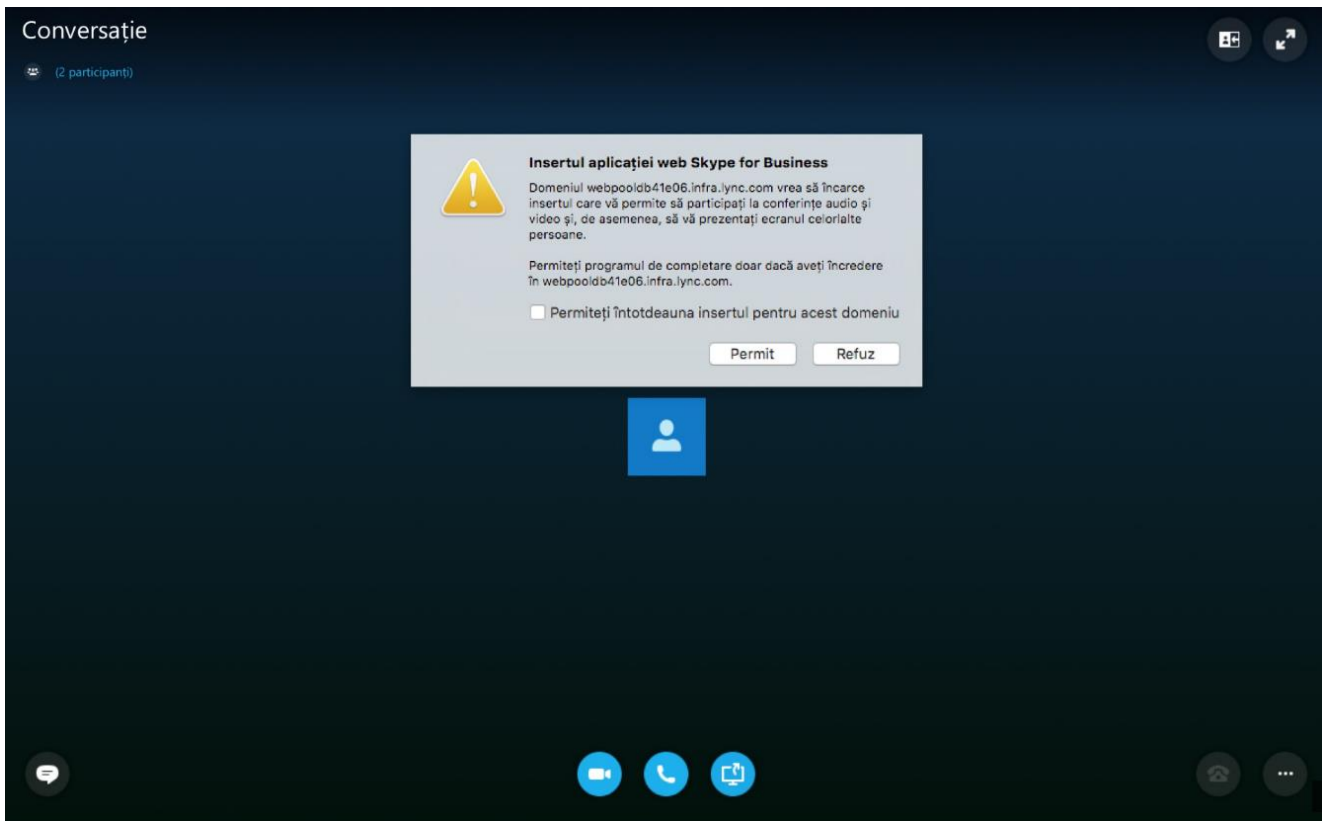 Conversație
(2 participanți)
Insertul aplicației web Skype for Business
Domeniul webpooldb41e06.infra.lync.com vrea să încarce
insertul care vă permite să participați la conferințe audio și
video și, de asemenea, să vă prezentați ecranul celorlalte
persoane.
Permiteți programul de completare doar dacă aveți încredere
în webpooldb41e06.infra.lync.com.
Permiteți întotdeauna insertul pentru acest domeniu
Permit
Refuz